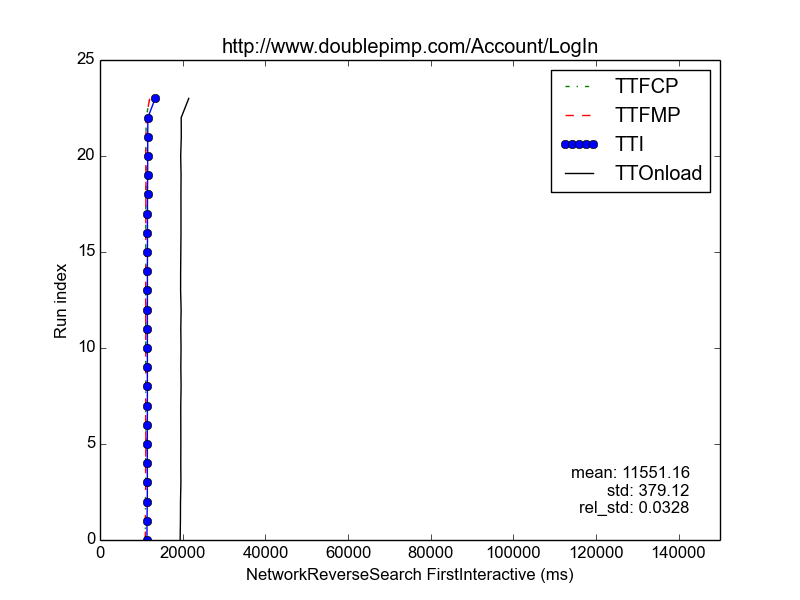 http://www.doublepimp.com/Account/LogIn
25
20
15
10
5
0
Run index
TTFCP
TTFMP
TTI
TTOnload
mean: 11551.16
std: 379.12
rel_std: 0.0328
0 20000 40000 60000 80000 100000 120000 140000
NetworkReverseSearch FirstInteractive (ms)